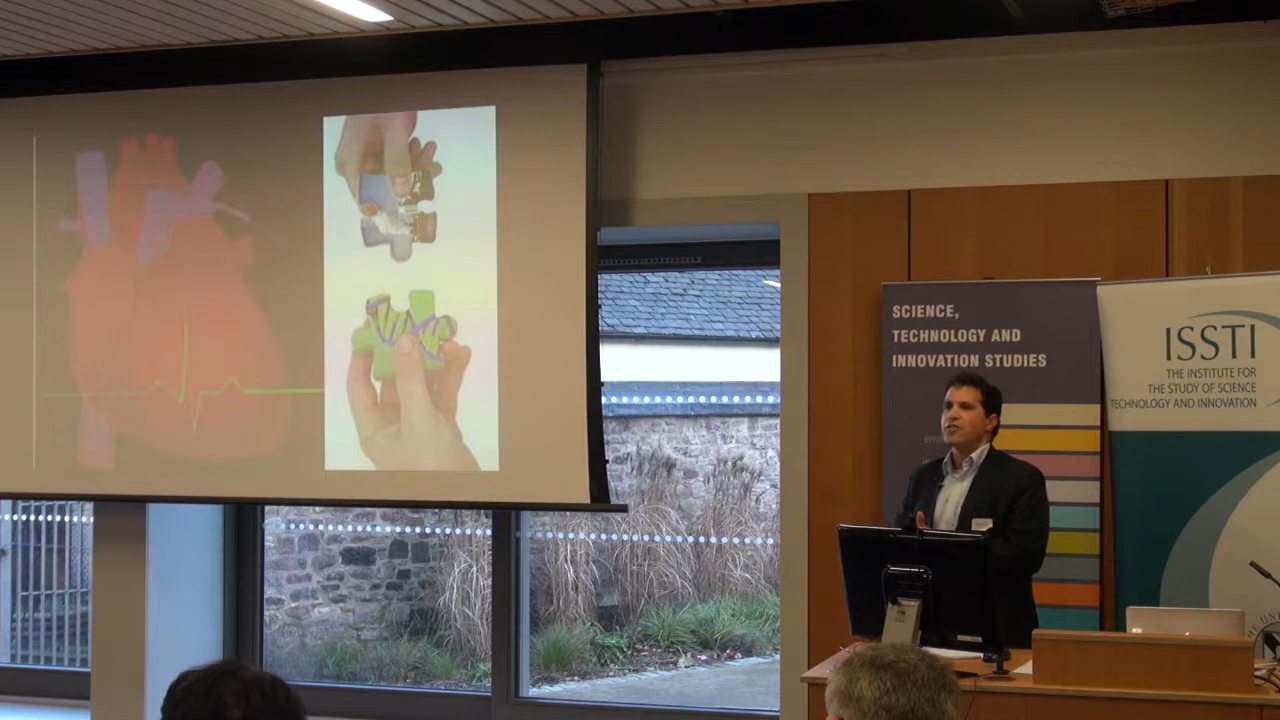 SCIENCE,
TECHNOLOGY AND
INNOVATION STUDIES
ISSTI
THE INSTITUTE FOR
THE STUDY OF SCIENCE
TECHNOLOGY AND INNOVATION